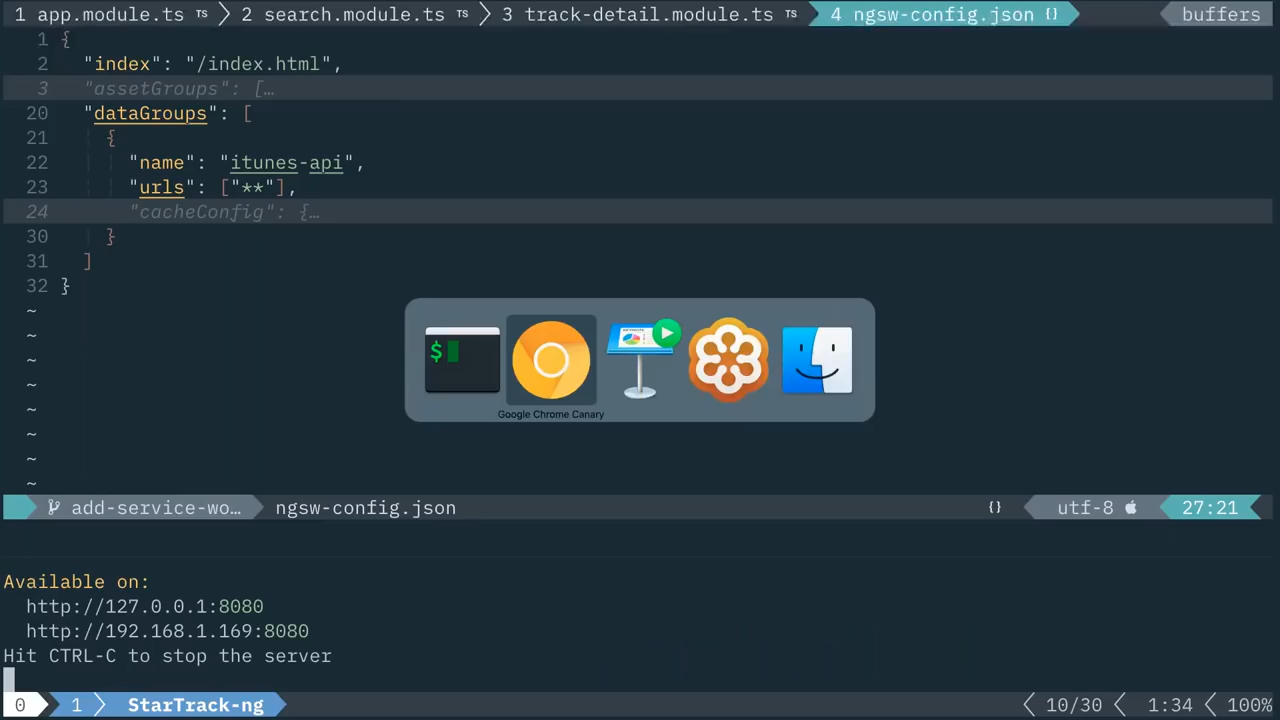 1 app.module.ts TS 2 search.module.ts TS 3 track-detail.module.ts TS 4 ngsw-config.json {} buffers
1 {
2 "index": "/index.html",
3 "assetGroups": […
20 "dataGroups": [
21 {
22 "name": "itunes-api",
23 "urls": ["**"],
24 "cacheConfig": {…
30 }
31 ]
32 }
~
~
~
~
~
~
~
~
$
Google Chrome Canary
add-service-wo… ngsw-config.json {} utf-8 27:21
Available on:
http://127.0.0.1:8080
http://192.168.1.169:8080
Hit CTRL-C to stop the server
0 1 StarTrack-ng 10/30 1:34 100%